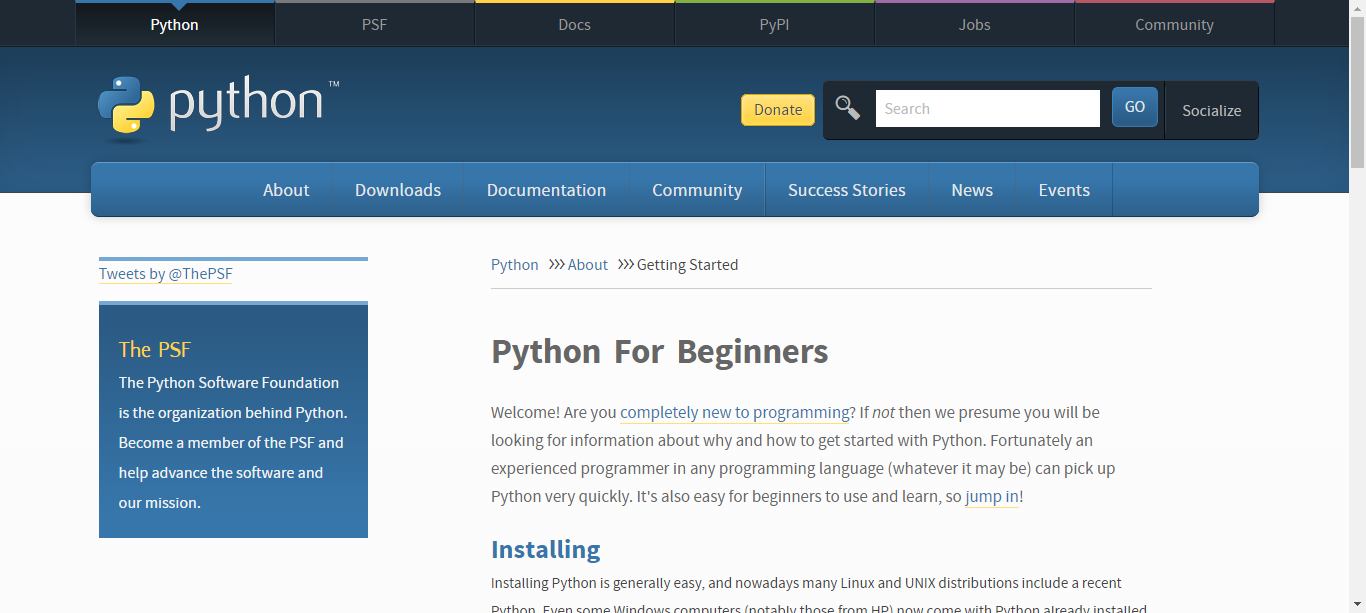 Python
PSF
Docs
PyPI
Jobs
Community
python™
Donate
Search
GO
Socialize
About
Downloads
Documentation
Community
Success Stories
News
Events
Tweets by @ThePSF
The PSF
The Python Software Foundation
is the organization behind Python.
Become a member of the PSF and
help advance the software and
our mission.
Python >>> About >>> Getting Started
Python For Beginners
Welcome! Are you completely new to programming? If not then we presume you will be
looking for information about why and how to get started with Python. Fortunately an
experienced programmer in any programming language (whatever it may be) can pick up
Python very quickly. It's also easy for beginners to use and learn, so jump in!
Installing
Installing Python is generally easy, and nowadays many Linux and UNIX distributions include a recent
Python. Even some Windows computers (notably those from HP) now come with Python already installed.